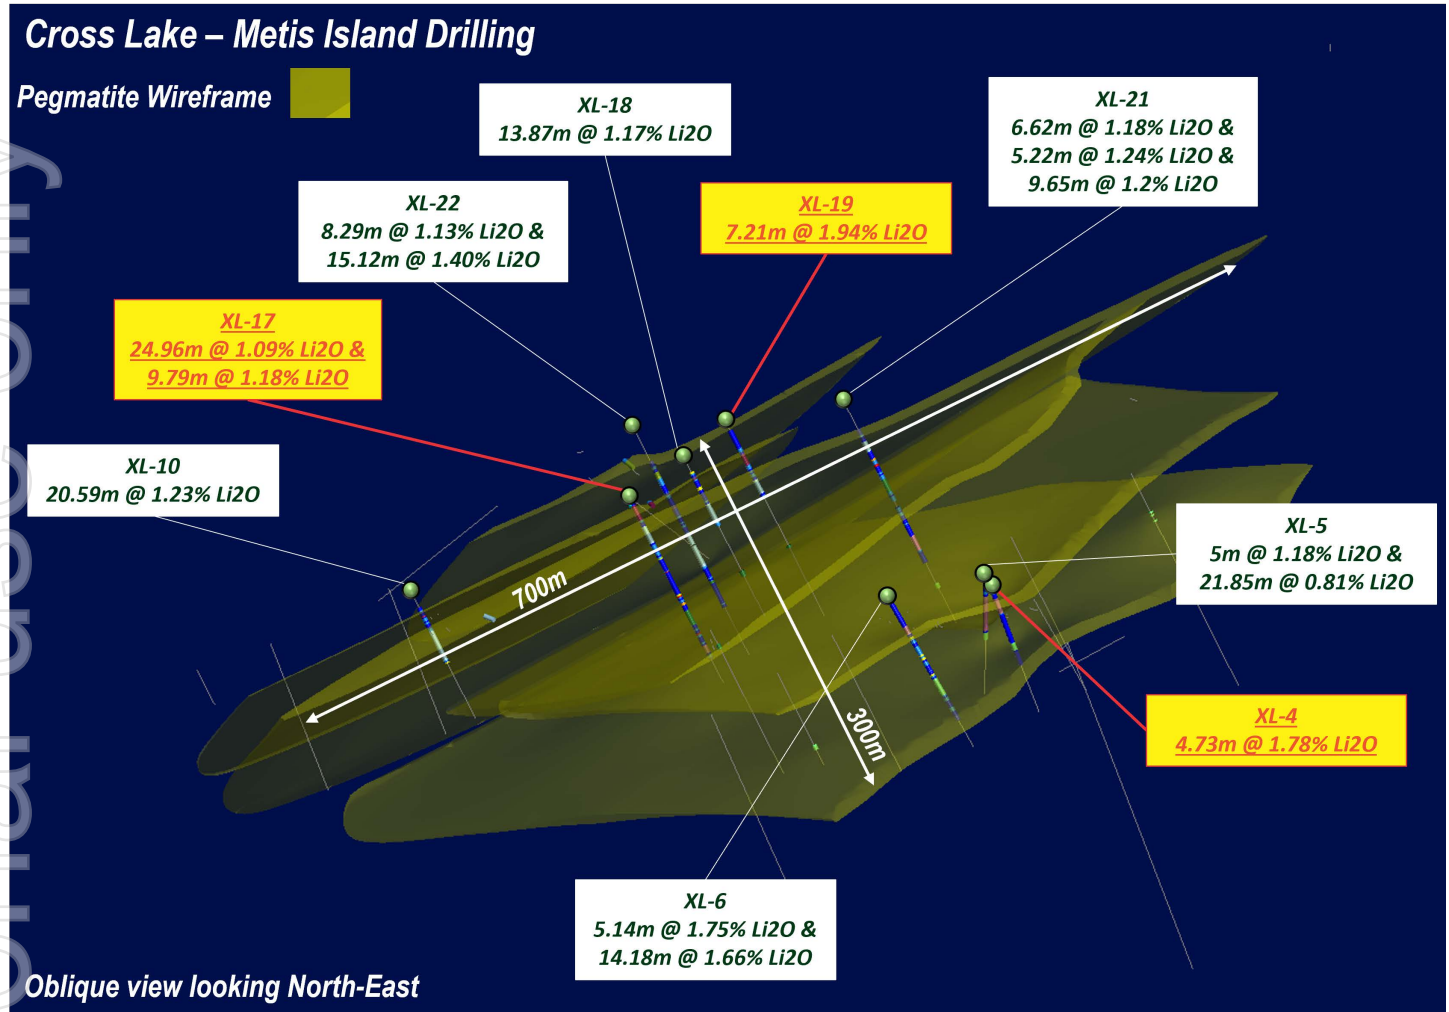 Cross Lake – Metis Island Drilling
Pegmatite Wireframe
XL-18
13.87m @ 1.17% Li2O
XL-21
6.62m @ 1.18% Li2O &
5.22m @ 1.24% Li2O &
9.65m @ 1.2% Li2O
XL-22
8.29m @ 1.13% Li2O &
15.12m @ 1.40% Li2O
XL-19
7.21m @ 1.94% Li2O
XL-17
24.96m @ 1.09% Li2O &
9.79m @ 1.18% Li2O
XL-10
20.59m @ 1.23% Li2O
XL-5
5m @ 1.18% Li2O &
21.85m @ 0.81% Li2O
700m
300m
XL-4
4.73m @ 1.78% Li2O
XL-6
5.14m @ 1.75% Li2O &
14.18m @ 1.66% Li2O
Oblique view looking North-East